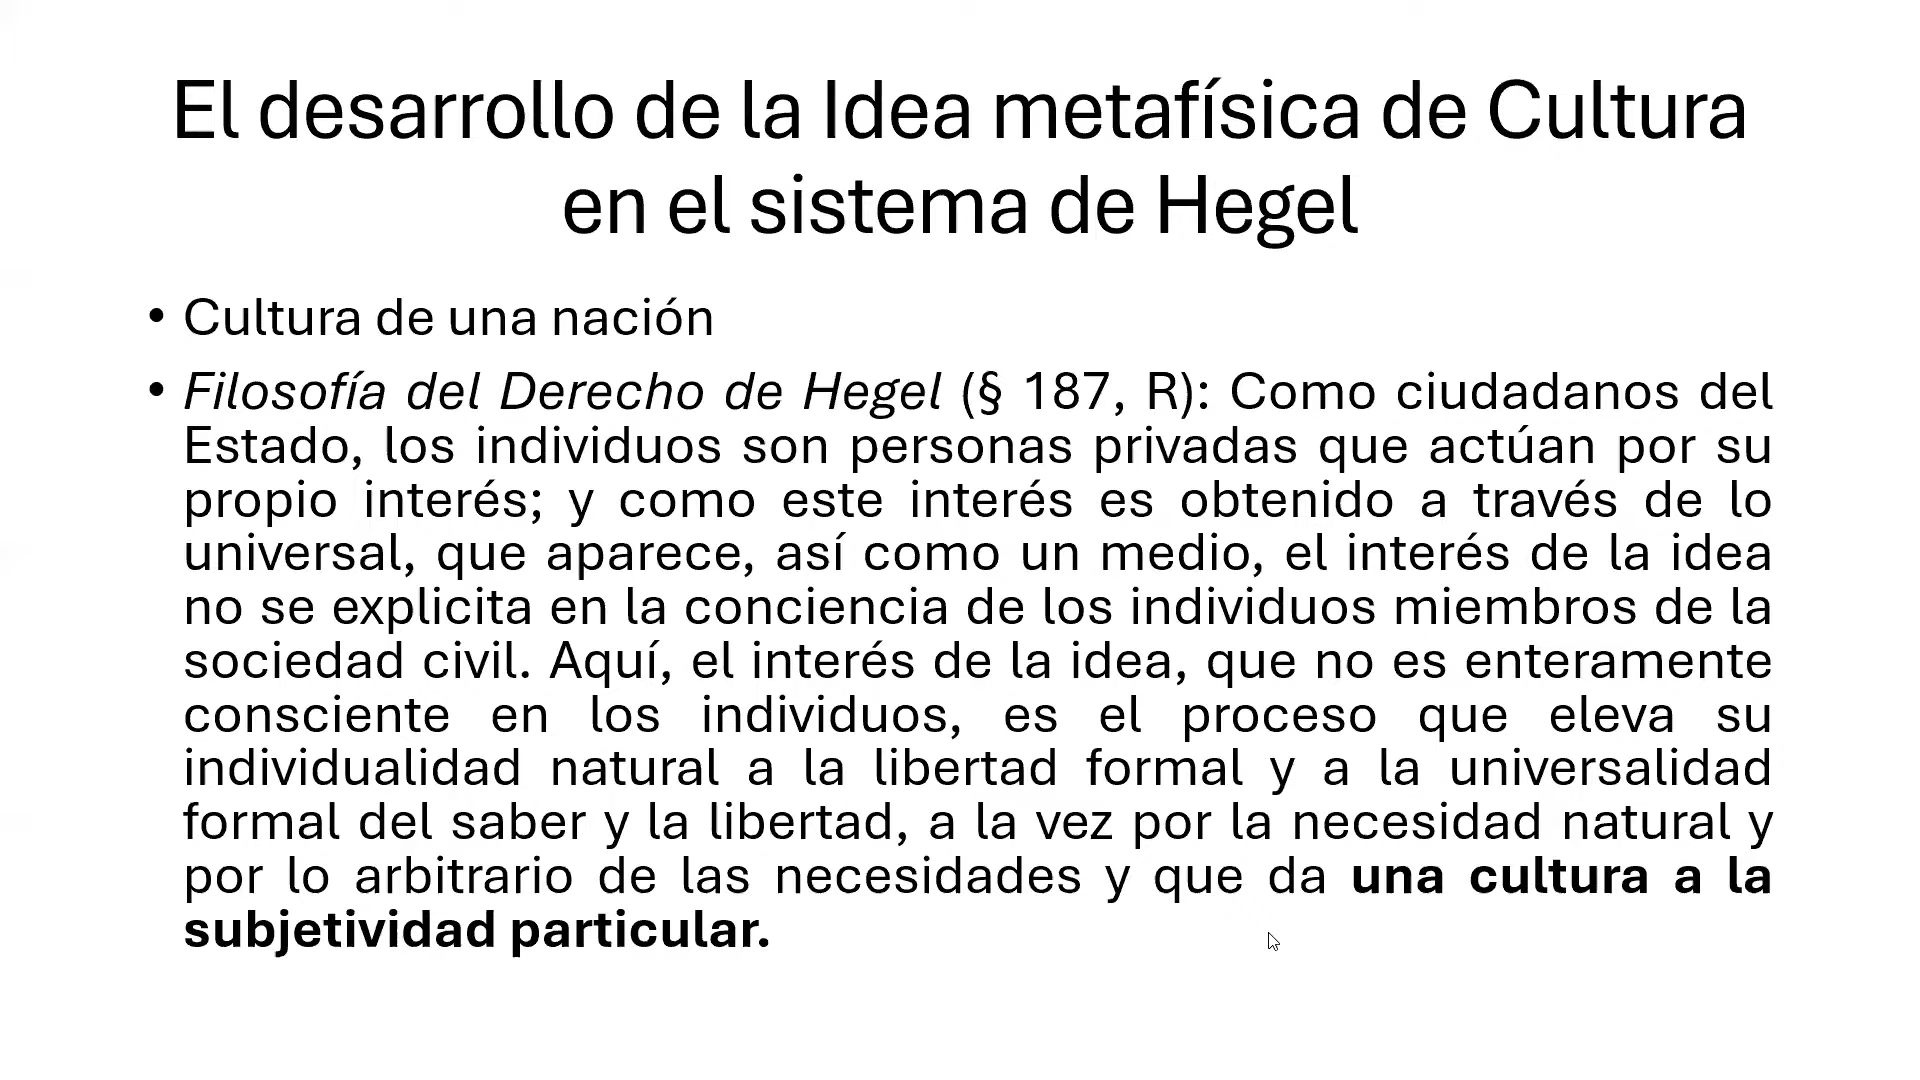 El desarrollo de la Idea metafísica de Cultura
en el sistema de Hegel
• Cultura de una nación
• Filosofía del Derecho de Hegel (§ 187, R): Como ciudadanos del
Estado, los individuos son personas privadas que actúan por su
propio interés; y como este interés es obtenido a través de lo
universal, que aparece, así como un medio, el interés de la idea
no se explicita en la conciencia de los individuos miembros de la
sociedad civil. Aquí, el interés de la idea, que no es enteramente
consciente en los individuos, es el proceso que eleva su
individualidad natural a la libertad formal y a la universalidad
formal del saber y la libertad, a la vez por la necesidad natural y
por lo arbitrario de las necesidades y que da una cultura a la
subjetividad particular.